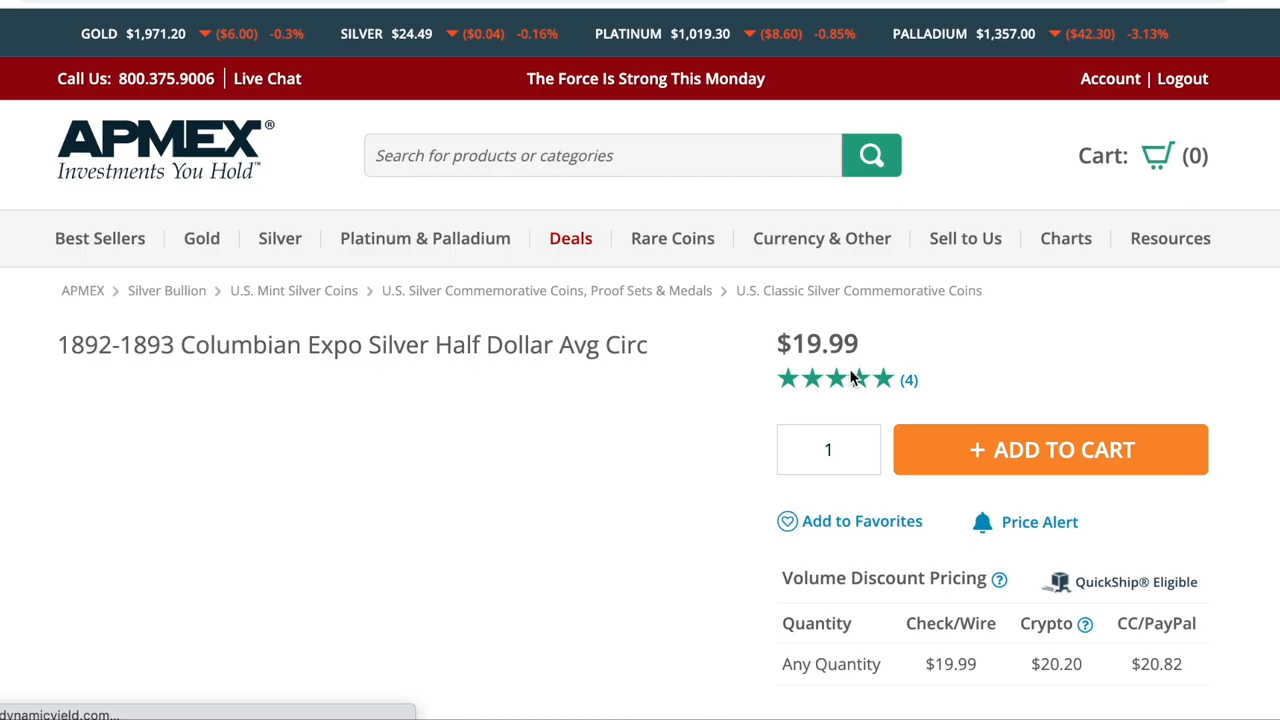 GOLD $1,971.20 ($6.00) -0.3% SILVER $24.49 ($0.04) -0.16% PLATINUM $1,019.30 ($8.60) -0.85% PALLADIUM $1,357.00 ($42.30) -3.13%
Call Us: 800.375.9006 | Live Chat The Force Is Strong This Monday Account | Logout
APMEX®
Investments You Hold™
Search for products or categories
Cart: (0)
Best Sellers Gold Silver Platinum & Palladium Deals Rare Coins Currency & Other Sell to Us Charts Resources
APMEX > Silver Bullion > U.S. Mint Silver Coins > U.S. Silver Commemorative Coins, Proof Sets & Medals > U.S. Classic Silver Commemorative Coins
1892-1893 Columbian Expo Silver Half Dollar Avg Circ
$19.99
(4)
1
+ ADD TO CART
Add to Favorites Price Alert
Volume Discount Pricing ? QuickShip® Eligible
Quantity Check/Wire Crypto ? CC/PayPal
Any Quantity $19.99 $20.20 $20.82
dynamicyield.com...